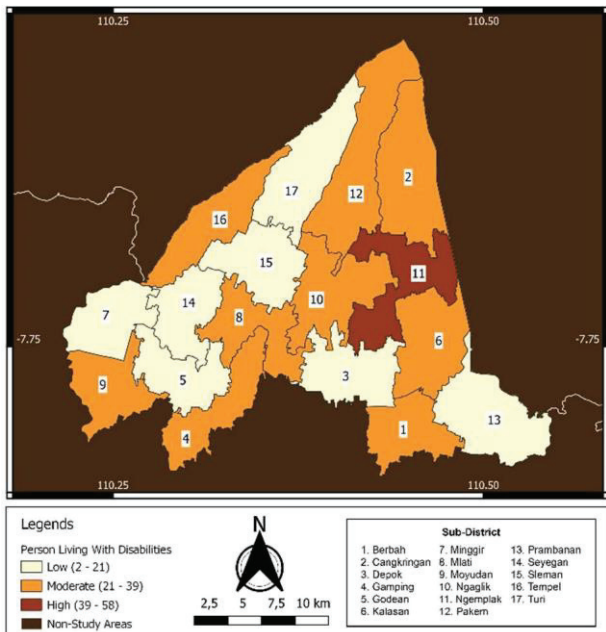 110.25 110.50
2
17
12
16
15
11
14
10
7
8
-7.75 -7.75
6
3
5
9
13
1
4
110.25 110.50
Legends
Person Living With Disabilities
Low (2 - 21)
Moderate (21 - 39)
High (39 - 58)
Non-Study Areas
N
2,5 5 7,5 10 km
Sub-District
1. Berbah 7. Minggir 13. Prambanan
2. Cangkringan 8. Mlati 14. Seyegan
3. Depok 9. Moyudan 15. Sleman
4. Gamping 10. Ngaglik 16. Tempel
5. Godean 11. Ngemplak 17. Turi
6. Kalasan 12. Pakem